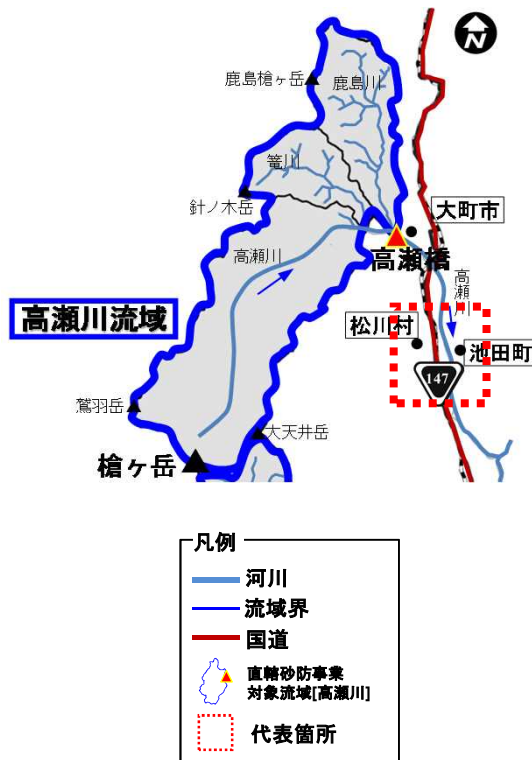 N
鹿島槍ヶ岳
鹿島川
篭川
針ノ木岳
大町市
高瀬橋
高瀬川
高瀬川
高瀬川流域
松川村
池田町
147
鷲羽岳
大天井岳
槍ヶ岳
凡例
河川
流域界
国道
直轄砂防事業
対象流域[高瀬川]
代表箇所